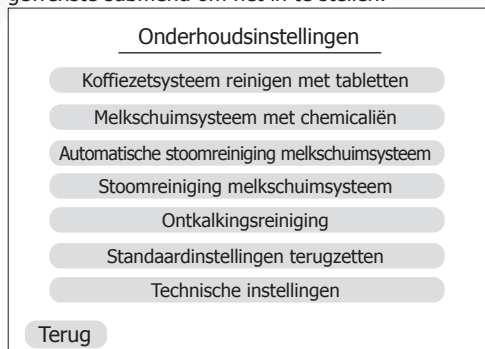 gewenste submenu om het in te stellen.
Onderhoudsinstellingen
Koffiezetsysteem reinigen met tabletten
Melkschuimsysteem met chemicaliën
Automatische stoomreiniging melkschuimsysteem
Stoomreiniging melkschuimsysteem
Ontkalkingsreiniging
Standaardinstellingen terugzetten
Technische instellingen
Terug